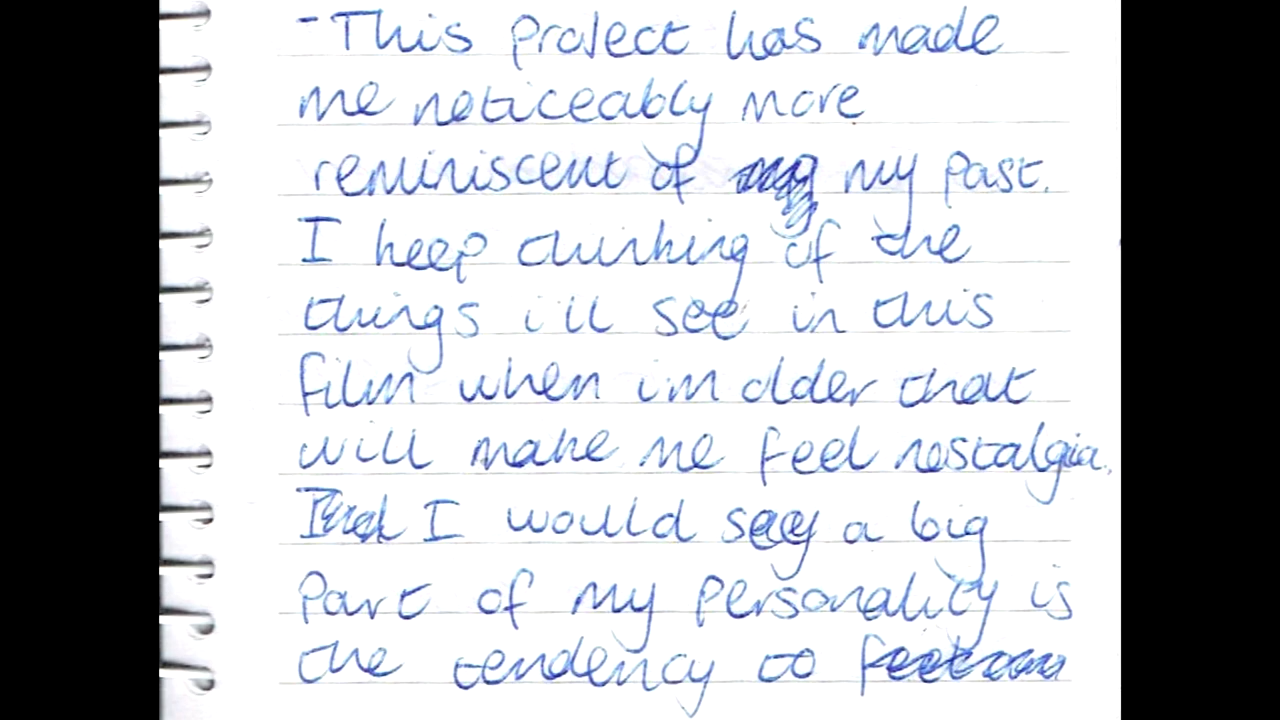 -This project has made
me noticeably more
reminiscent of my past.
I keep thinking of the
things i'll see in this
film when im older that
will make me feel nostalgia.
I would say a big
part of my personality is
the tendency to